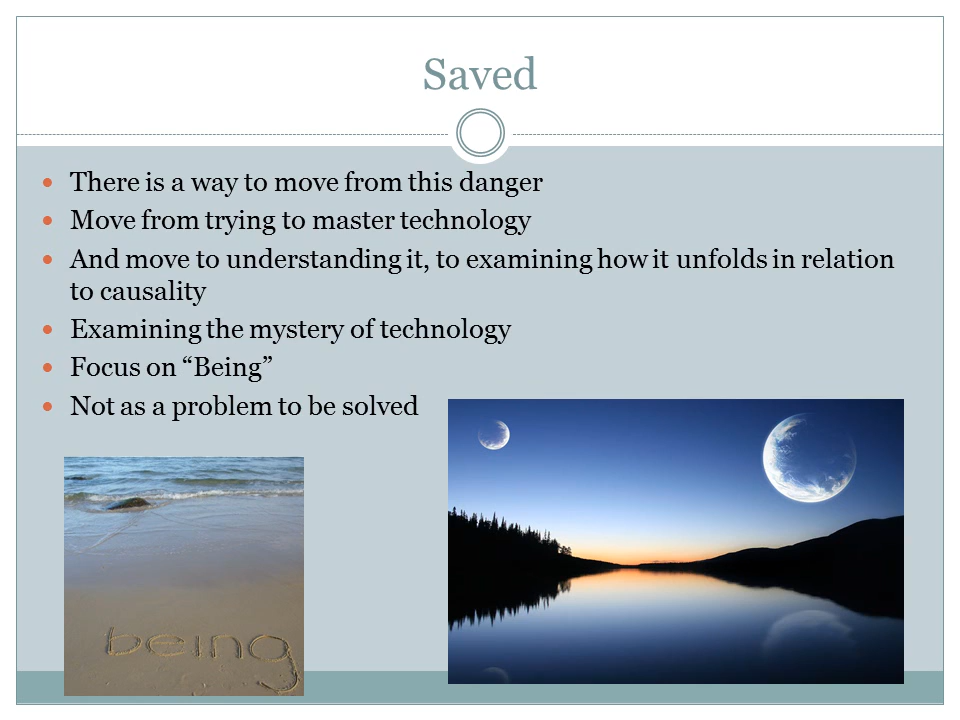 Saved
There is a way to move from this danger
Move from trying to master technology
And move to understanding it, to examining how it unfolds in relation
to causality
Examining the mystery of technology
Focus on “Being”
Not as a problem to be solved
being